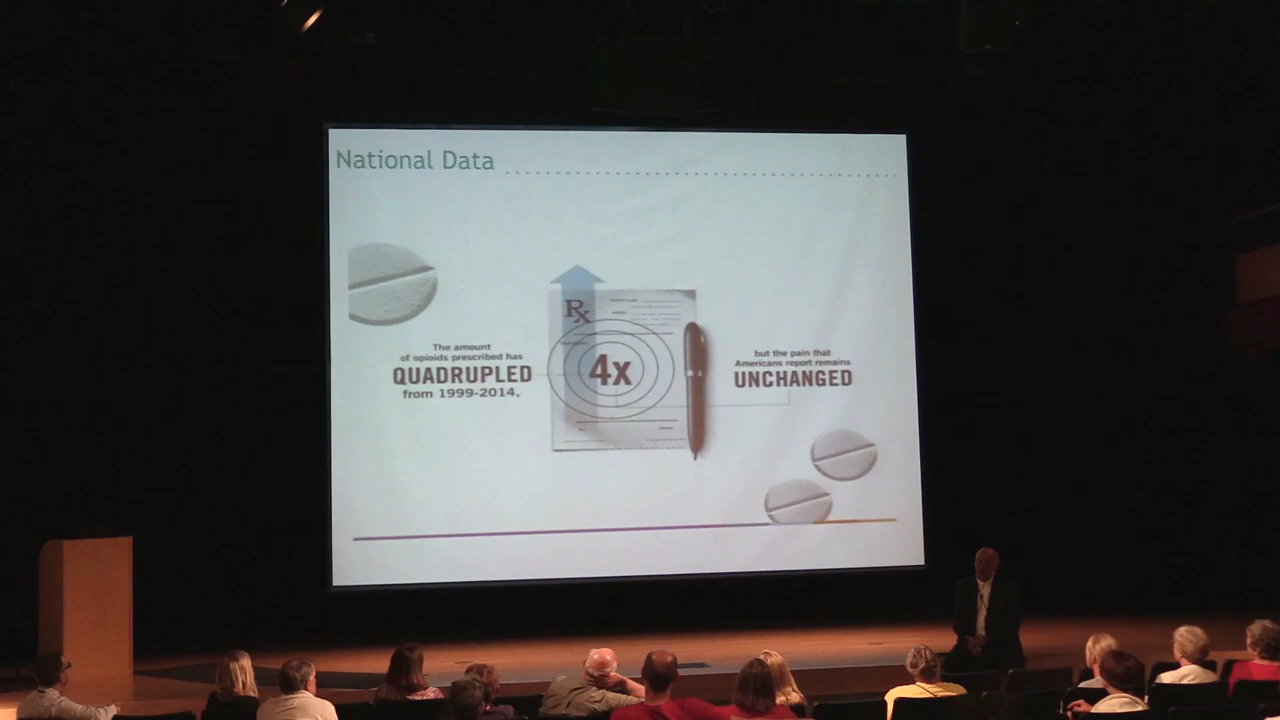 National Data
The amount
of opioids prescribed has
QUADRUPLED
from 1999-2014,
Rx
4x
but the pain that
Americans report remains
UNCHANGED